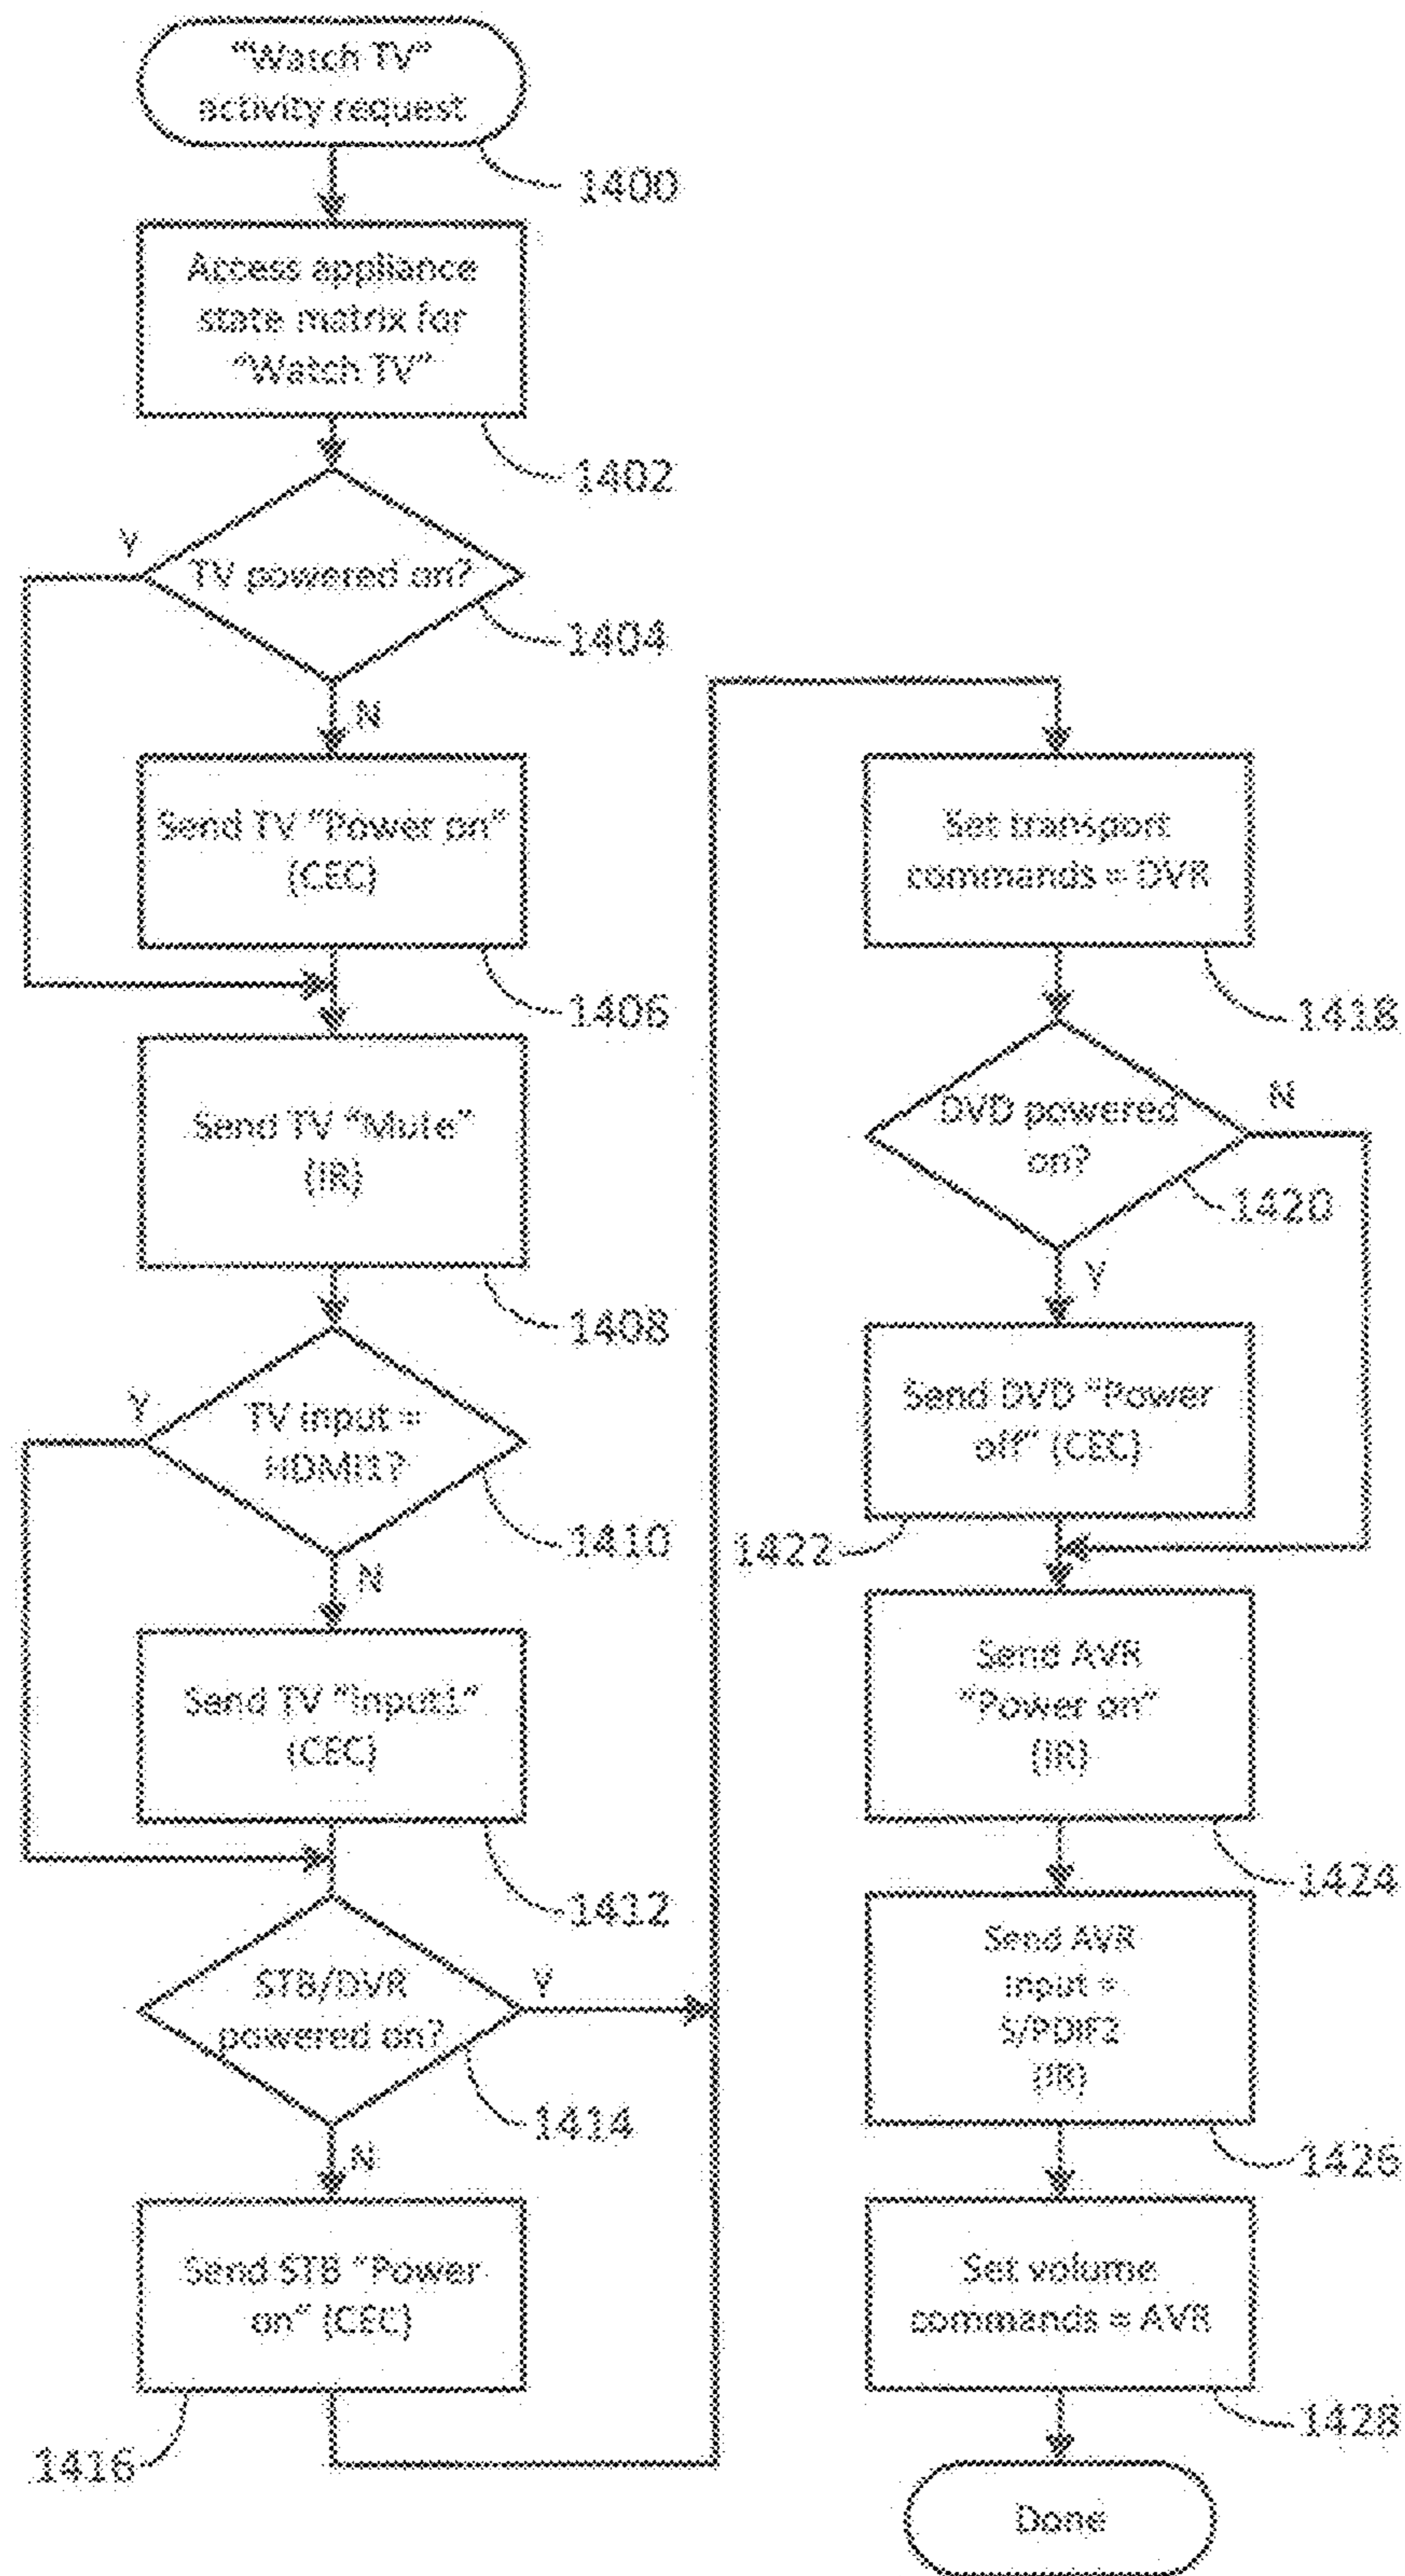 “Watch TV”
activity request
1400
Access appliance
state matrix for
“Watch TV”
1402
TV powered on?
Y
1404
N
Send TV “Power on”
(CEC)
1406
Send TV “Mute”
(IR)
1408
TV input =
HDMI1?
Y
1410
N
Send TV “input1”
(CEC)
1412
STB/DVR
powered on?
Y
1414
N
Send STB “Power
on” (CEC)
1416
Set transport
commands = DVR
1418
DVD powered
on?
N
1420
Y
Send DVD “Power
off” (CEC)
1422
Send AVR
“Power on”
(IR)
1424
Send AVR
input =
S/PDIF2
(IR)
1426
Set volume
commands = AVR
1428
Done